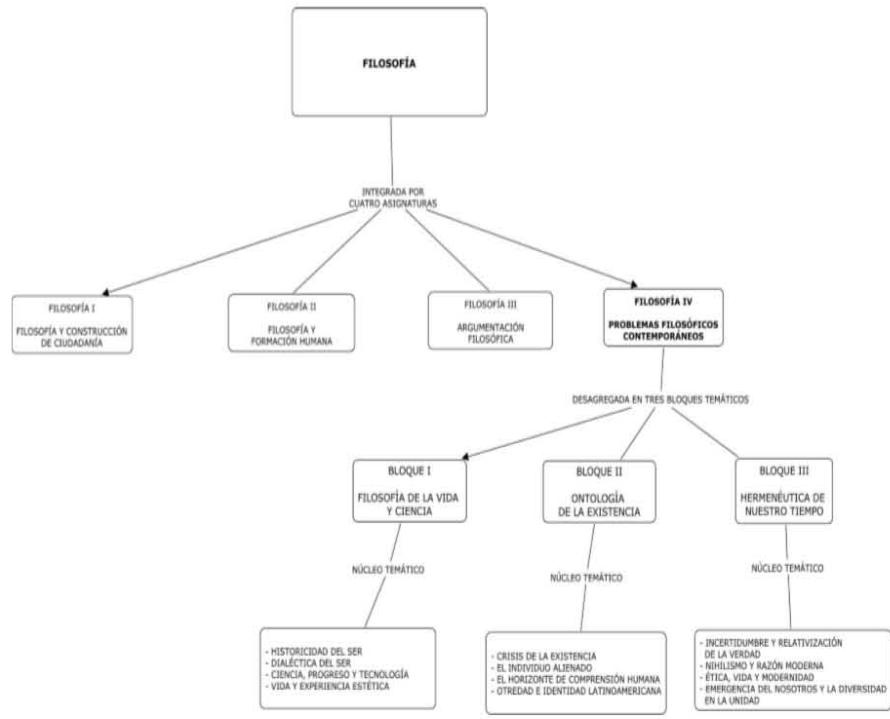 FILOSOFÍA
INTEGRADA POR
CUATRO ASIGNATURAS
FILOSOFÍA I
FILOSOFÍA Y CONSTRUCCIÓN
DE CIUDADANÍA
FILOSOFÍA II
FILOSOFÍA Y
FORMACIÓN HUMANA
FILOSOFÍA III
ARGUMENTACIÓN
FILOSÓFICA
FILOSOFÍA IV
PROBLEMAS FILOSÓFICOS
CONTEMPORÁNEOS
DESAGREGADA EN TRES BLOQUES TEMÁTICOS
BLOQUE I
FILOSOFÍA DE LA VIDA
Y CIENCIA
BLOQUE II
ONTOLOGÍA
DE LA EXISTENCIA
BLOQUE III
HERMENÉUTICA DE
NUESTRO TIEMPO
NÚCLEO TEMÁTICO
NÚCLEO TEMÁTICO
NÚCLEO TEMÁTICO
- HISTORICIDAD DEL SER
- DIALÉCTICA DEL SER
- CIENCIA, PROGRESO Y TECNOLOGÍA
- VIDA Y EXPERIENCIA ESTÉTICA
- CRISIS DE LA EXISTENCIA
- EL INDIVIDUO ALIENADO
- EL HORIZONTE DE COMPRENSIÓN HUMANA
- OTREDAD E IDENTIDAD LATINOAMERICANA
- INCERTIDUMBRE Y RELATIVIZACIÓN
DE LA VERDAD
- NIHILISMO Y RAZÓN MODERNA
- ÉTICA, VIDA Y MODERNIDAD
- EMERGENCIA DEL NOSOTROS Y LA DIVERSIDAD
EN LA UNIDAD